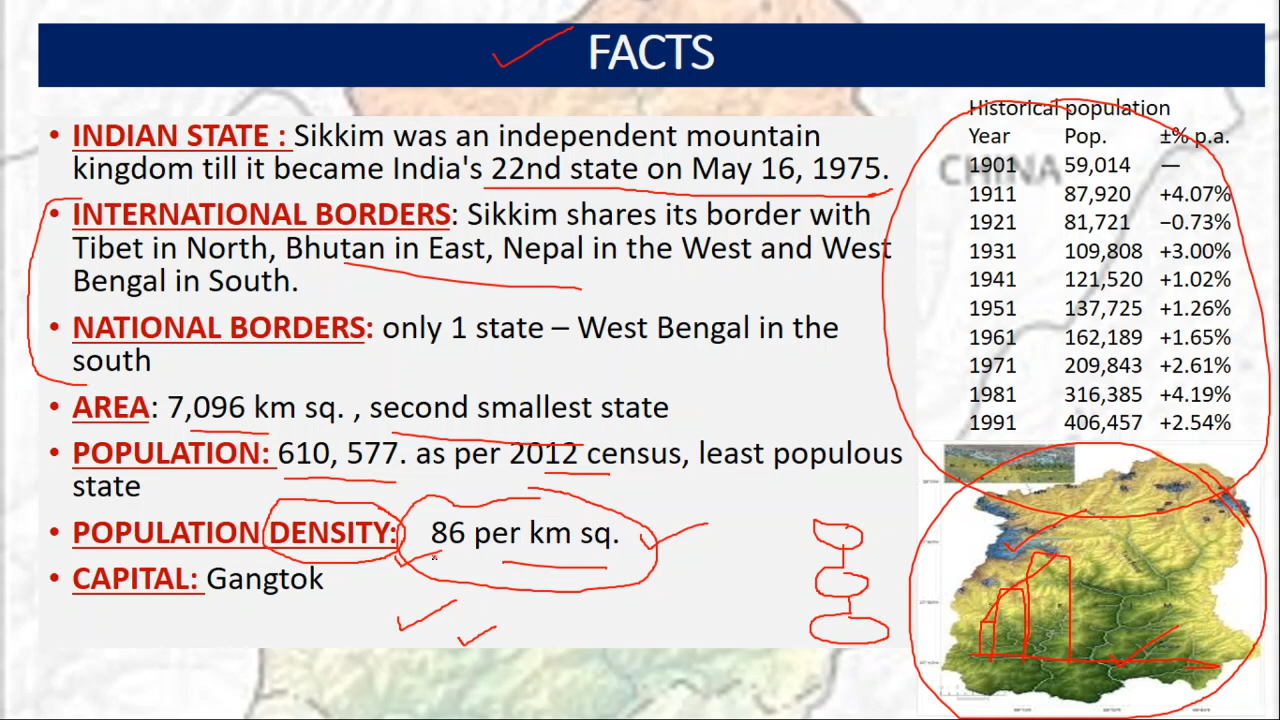 FACTS
• INDIAN STATE : Sikkim was an independent mountain
kingdom till it became India's 22nd state on May 16, 1975.
• INTERNATIONAL BORDERS: Sikkim shares its border with
Tibet in North, Bhutan in East, Nepal in the West and West
Bengal in South.
• NATIONAL BORDERS: only 1 state – West Bengal in the
south
• AREA: 7,096 km sq. , second smallest state
• POPULATION: 610, 577. as per 2012 census, least populous
state
• POPULATION DENSITY: 86 per km sq.
• CAPITAL: Gangtok
Historical population
Year Pop. ±% p.a.
1901 59,014 —
1911 87,920 +4.07%
1921 81,721 −0.73%
1931 109,808 +3.00%
1941 121,520 +1.02%
1951 137,725 +1.26%
1961 162,189 +1.65%
1971 209,843 +2.61%
1981 316,385 +4.19%
1991 406,457 +2.54%
CHINA